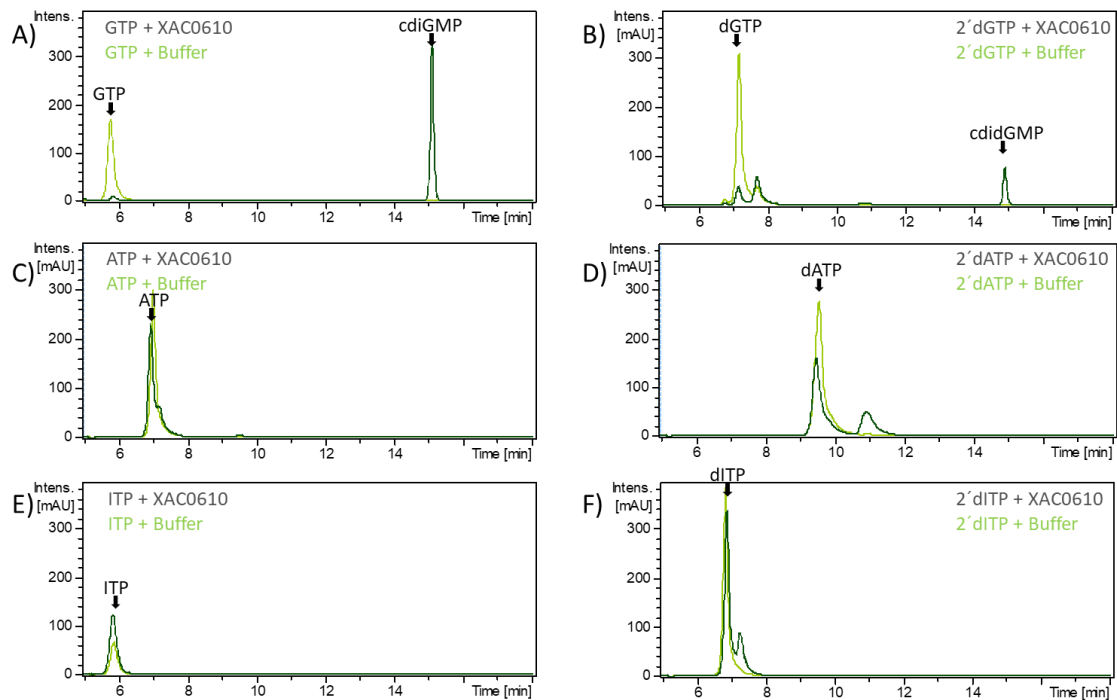 A)
Intens.
GTP + XAC0610
GTP + Buffer
cdiGMP
GTP
300
200
100
0
6 8 10 12 14 Time [min]
B)
Intens.
[mAU]
dGTP
2´dGTP + XAC0610
2´dGTP + Buffer
cdidGMP
300
200
100
0
6 8 10 12 14 Time [min]
C)
Intens.
[mAU]
ATP + XAC0610
ATP + Buffer
ATP
300
200
100
0
6 8 10 12 14 Time [min]
D)
Intens.
[mAU]
dATP
2´dATP + XAC0610
2´dATP + Buffer
300
200
100
0
6 8 10 12 14 Time [min]
E)
Intens.
[mAU]
ITP + XAC0610
ITP + Buffer
ITP
300
200
100
0
6 8 10 12 14 Time [min]
F)
Intens.
[mAU]
dITP
2´dITP + XAC0610
2´dITP + Buffer
300
200
100
0
6 8 10 12 14 Time [min]